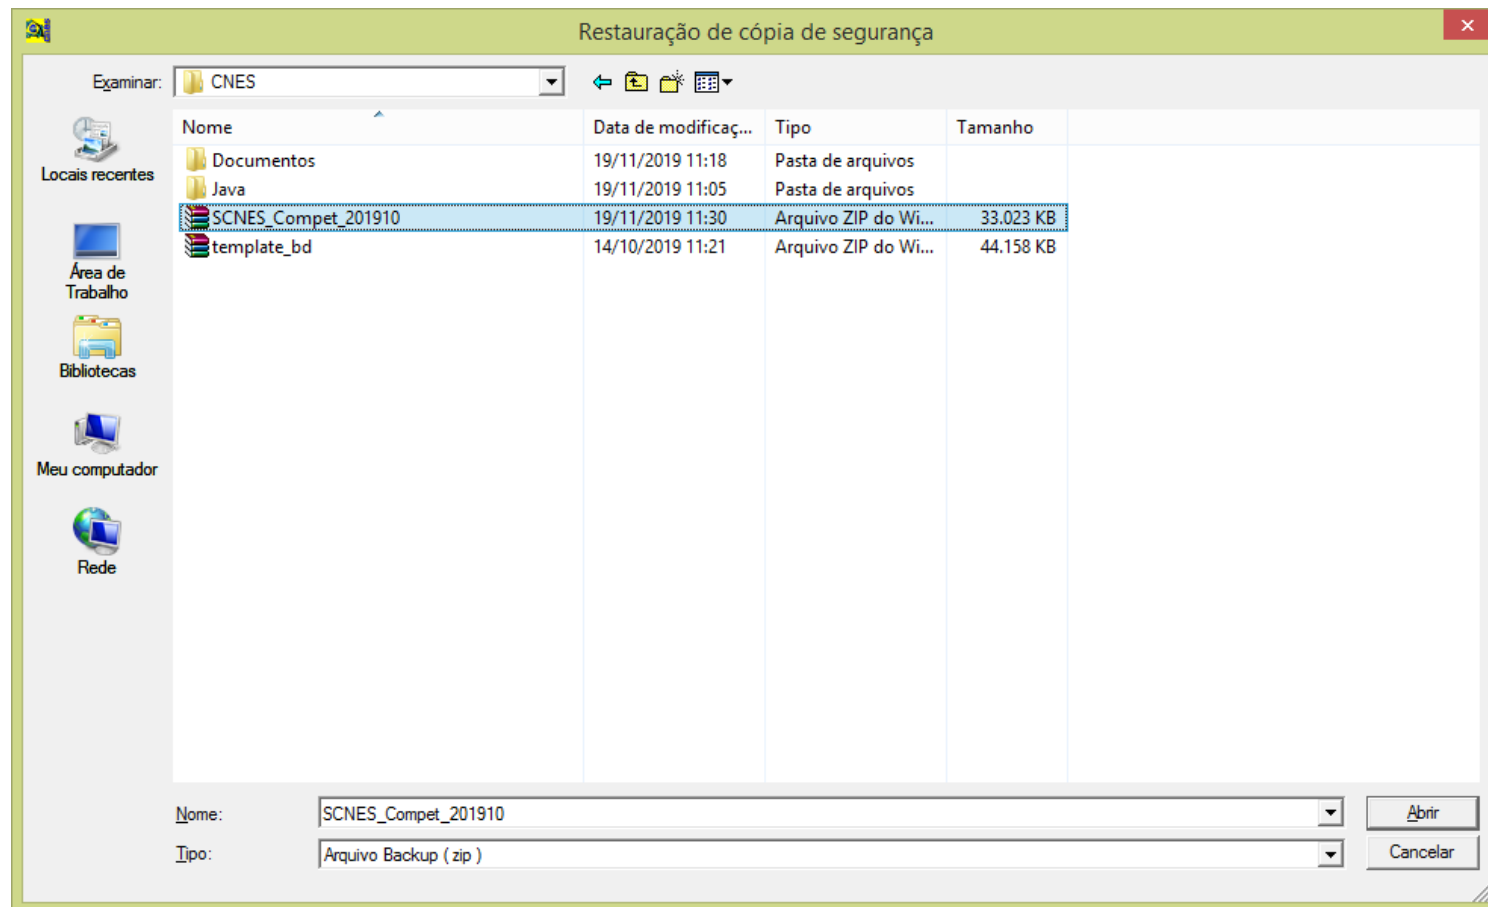 Restauração de cópia de segurança
Examinar: CNES
Nome Data de modificaç... Tipo Tamanho
Documentos 19/11/2019 11:18 Pasta de arquivos
Java 19/11/2019 11:05 Pasta de arquivos
SCNES_Compet_201910 19/11/2019 11:30 Arquivo ZIP do Wi... 33.023 KB
template_bd 14/10/2019 11:21 Arquivo ZIP do Wi... 44.158 KB
Locais recentes
Área de
Trabalho
Bibliotecas
Meu computador
Rede
Nome: SCNES_Compet_201910 Abrir
Tipo: Arquivo Backup ( zip ) Cancelar